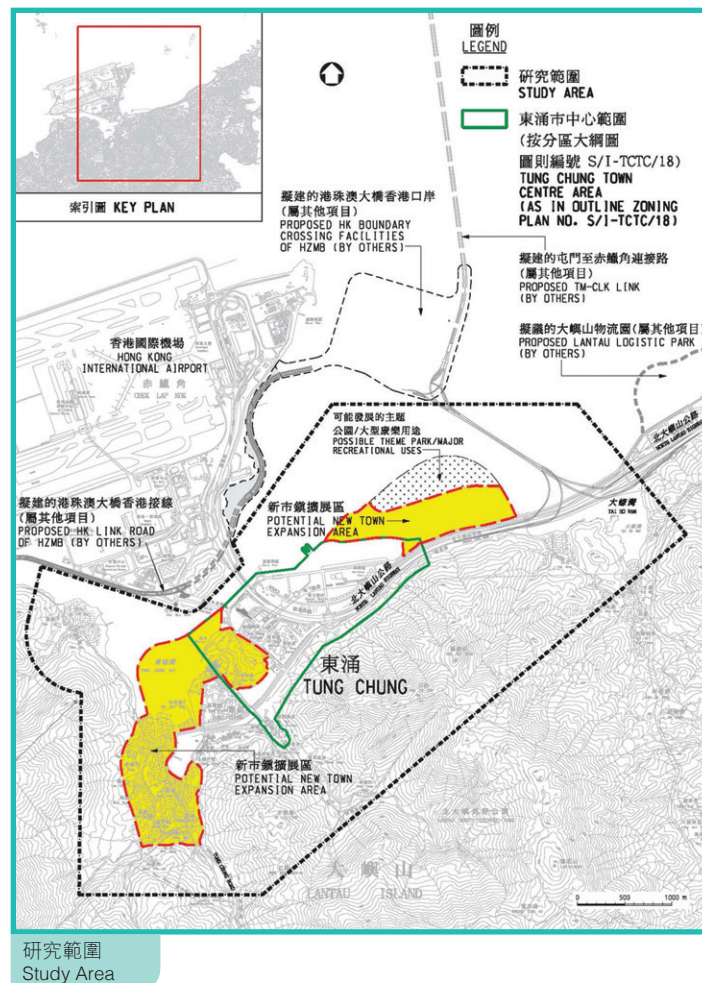 索引圖 KEY PLAN
圖例
LEGEND
研究範圍
STUDY AREA
東涌市中心範圍
(按分區大綱圖
圖則編號 S/I-TCTC/18)
TUNG CHUNG TOWN
CENTRE AREA
(AS IN OUTLINE ZONING
PLAN NO. S/I-TCTC/18)
擬建的港珠澳大橋香港口岸
(屬其他項目)
PROPOSED HK BOUNDARY
CROSSING FACILITIES
OF HZMB (BY OTHERS)
擬建的屯門至赤鱲角連接路
(屬其他項目)
PROPOSED TM-CLK LINK
(BY OTHERS)
擬議的大嶼山物流園(屬其他項目)
PROPOSED LANTAU LOGISTIC PARK
(BY OTHERS)
香港國際機場
HONG KONG
INTERNATIONAL AIRPORT
赤鱲角
CHEK LAP KOK
可能發展的主題
公園/大型康樂用途
POSSIBLE THEME PARK/MAJOR
RECREATIONAL USES
北大嶼山公路
NORTH LANTAU HIGHWAY
大蠔灣
TAI HO WAN
新市鎮擴展區
POTENTIAL NEW TOWN
EXPANSION AREA
擬建的港珠澳大橋香港接線
(屬其他項目)
PROPOSED HK LINK ROAD
OF HZMB (BY OTHERS)
北大嶼山公路
NORTH LANTAU HIGHWAY
東涌
TUNG CHUNG
新市鎮擴展區
POTENTIAL NEW TOWN
EXPANSION AREA
大嶼山
LANTAU ISLAND
0 500 1000 m
研究範圍
Study Area